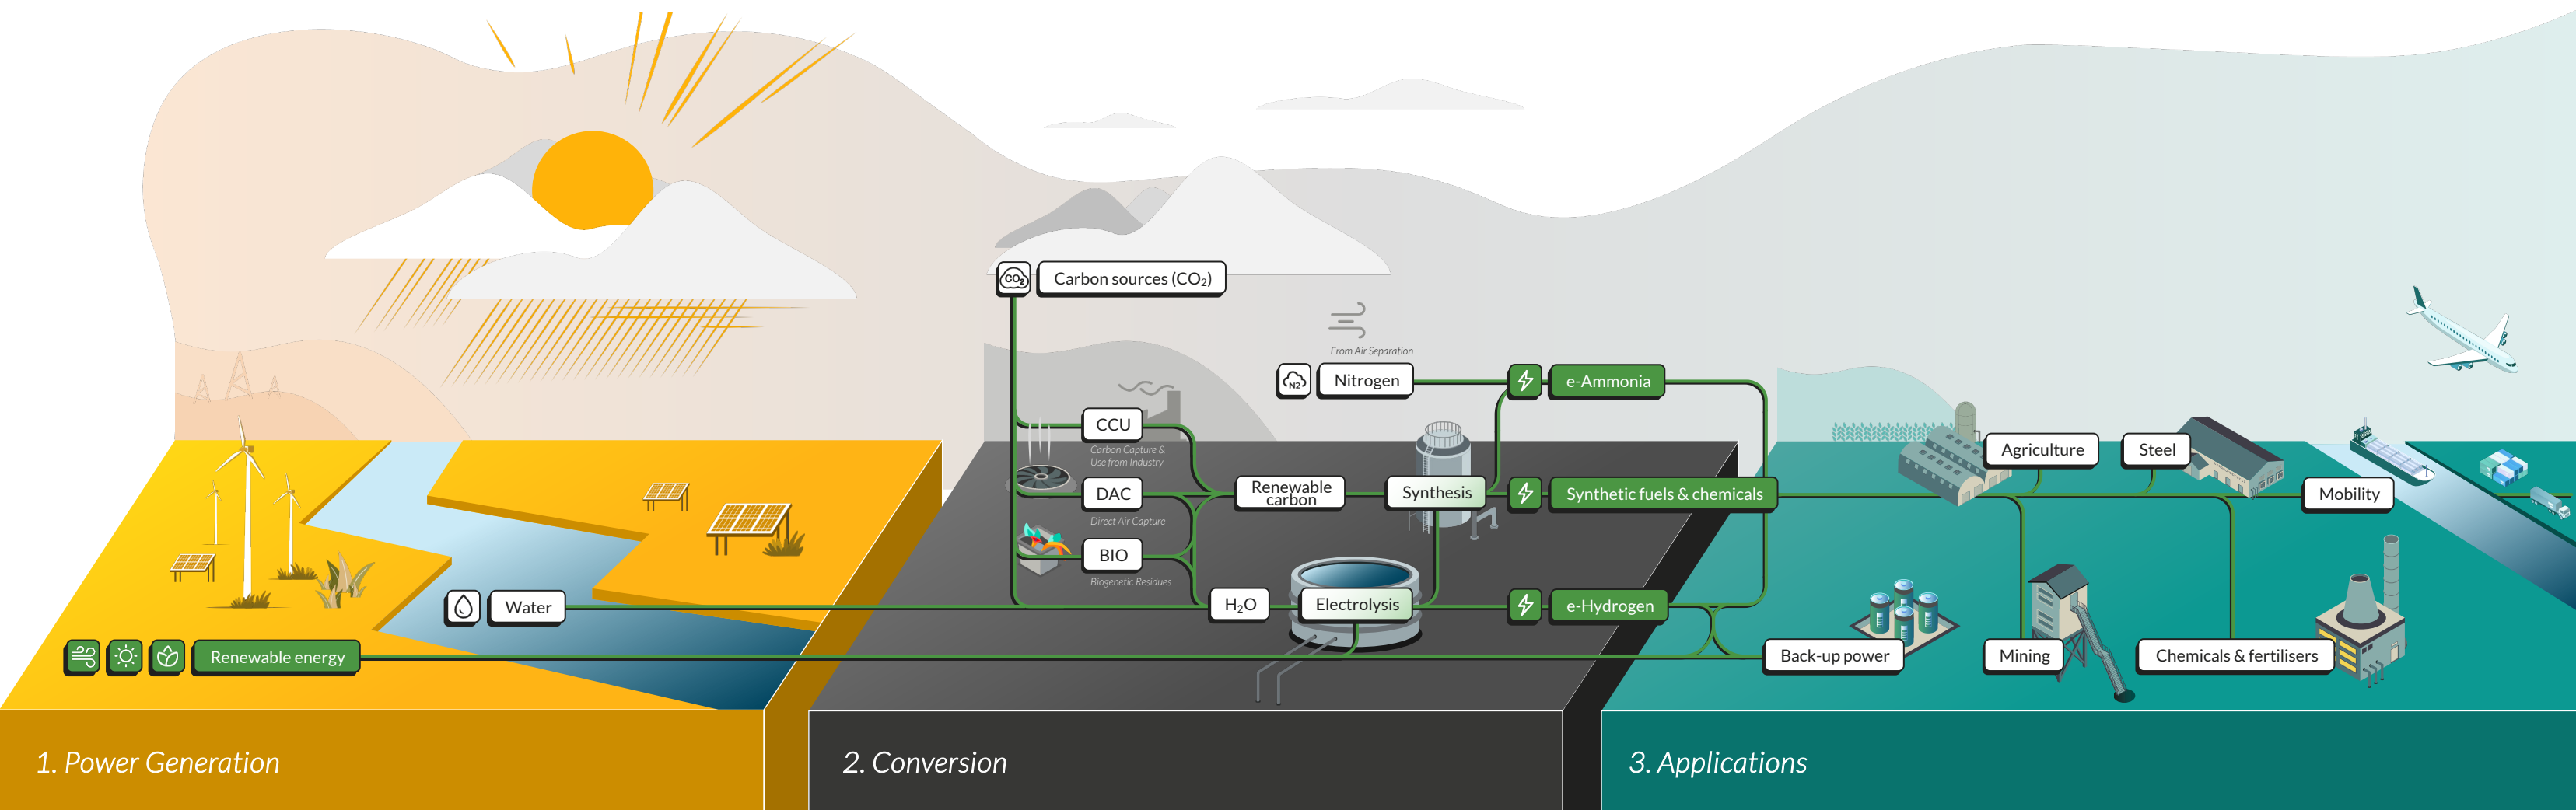 CO₂
Carbon sources (CO₂)
From Air Separation
N2
Nitrogen
e-Ammonia
CCU
Carbon Capture &
Use from Industry
Agriculture
Steel
DAC
Direct Air Capture
Renewable
carbon
Synthesis
Synthetic fuels & chemicals
Mobility
BIO
Biogenetic Residues
Water
H₂O
Electrolysis
e-Hydrogen
Renewable energy
Back-up power
Mining
Chemicals & fertilisers
1. Power Generation
2. Conversion
3. Applications